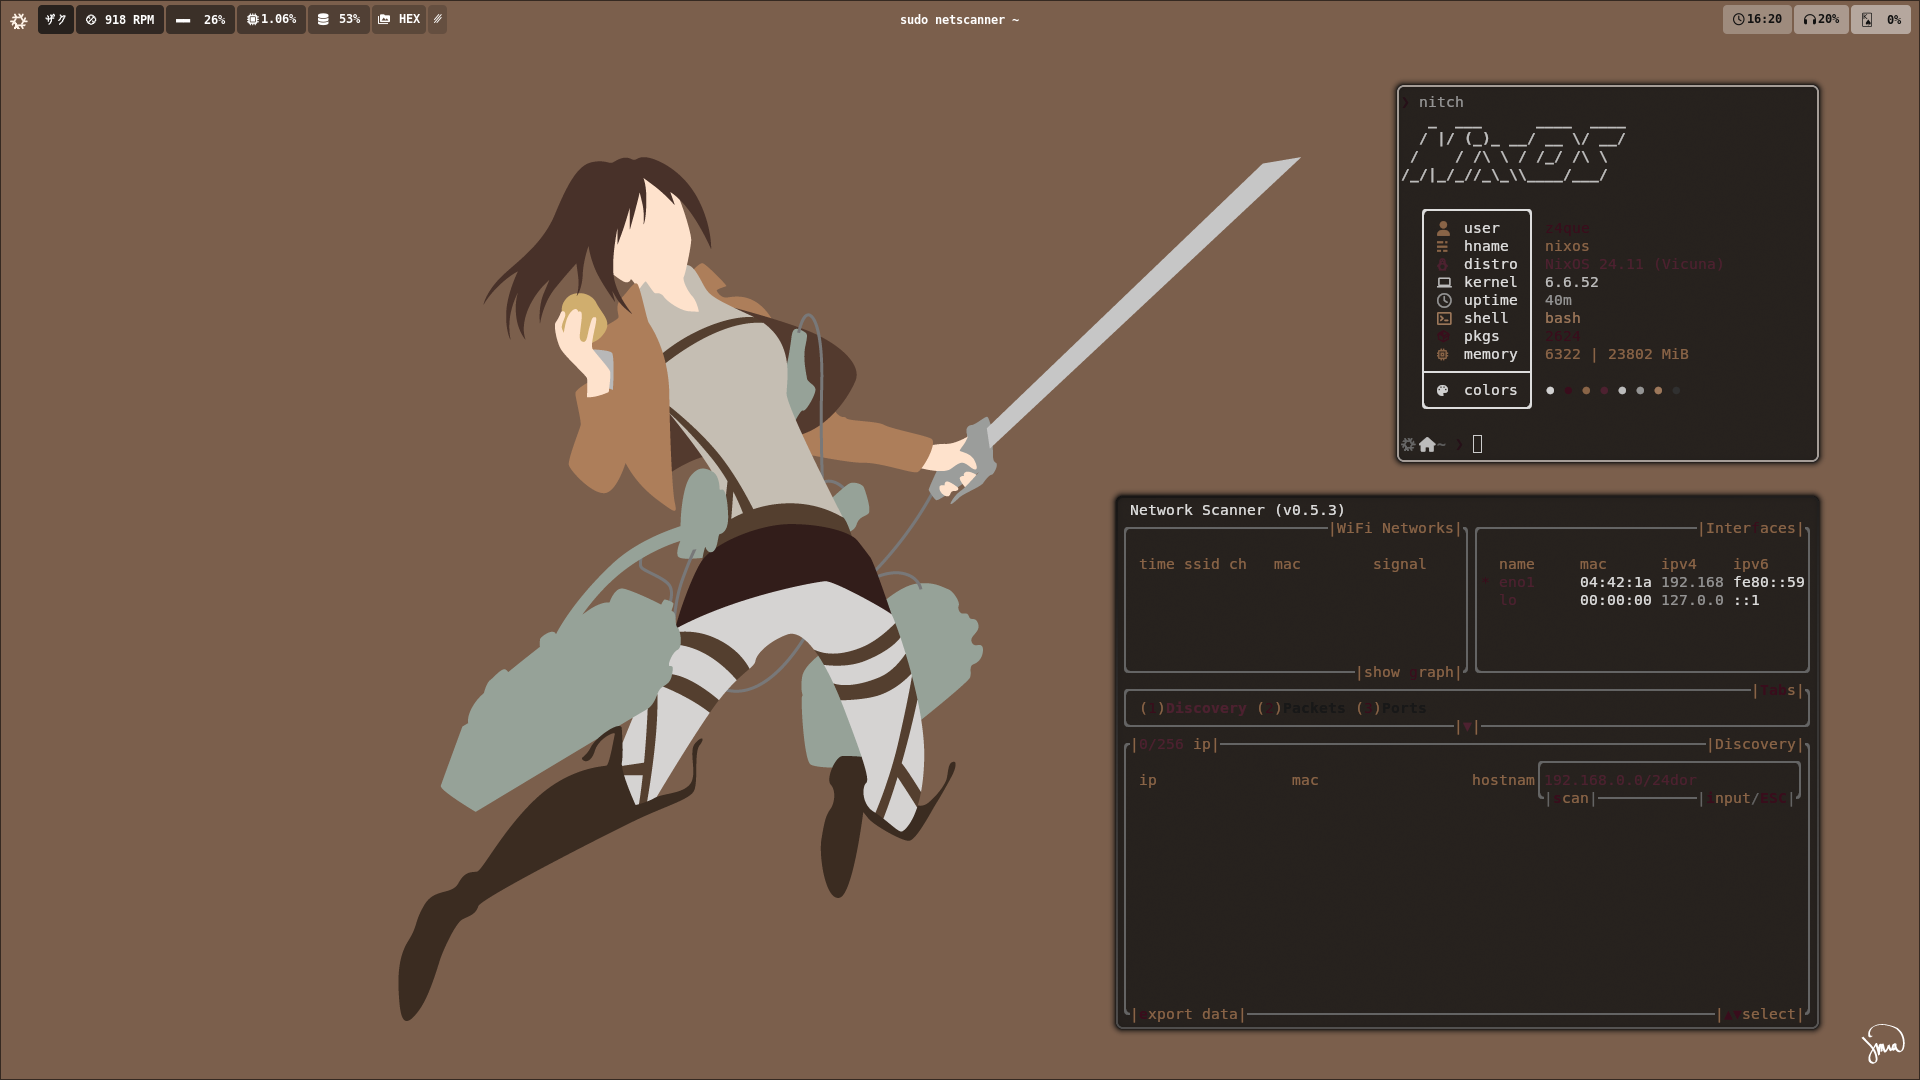 ザク 918 RPM 26% 1.06% 53% HEX
sudo netscanner ~
16:20 20% 0%
❯ nitch
user 24que
hname nixos
distro NixOS 24.11 (Vicuna)
kernel 6.6.52
uptime 40m
shell bash
pkgs 2624
memory 6322 | 23802 MiB
colors
~ ❯
Network Scanner (v0.5.3)
|WiFi Networks| |Inter aces|
time ssid ch mac signal name mac ipv4 ipv6
eno1 04:42:1a 192.168 fe80::59
lo 00:00:00 127.0.0 ::1
|show graph|
|Tabs|
(1)Discovery (2)Packets (3)Ports
|▼|
|0/256 ip| |Discovery|
ip mac hostnam 192.168.0.0/24dor
|scan| |input/ESC|
|export data| |▲▼select|